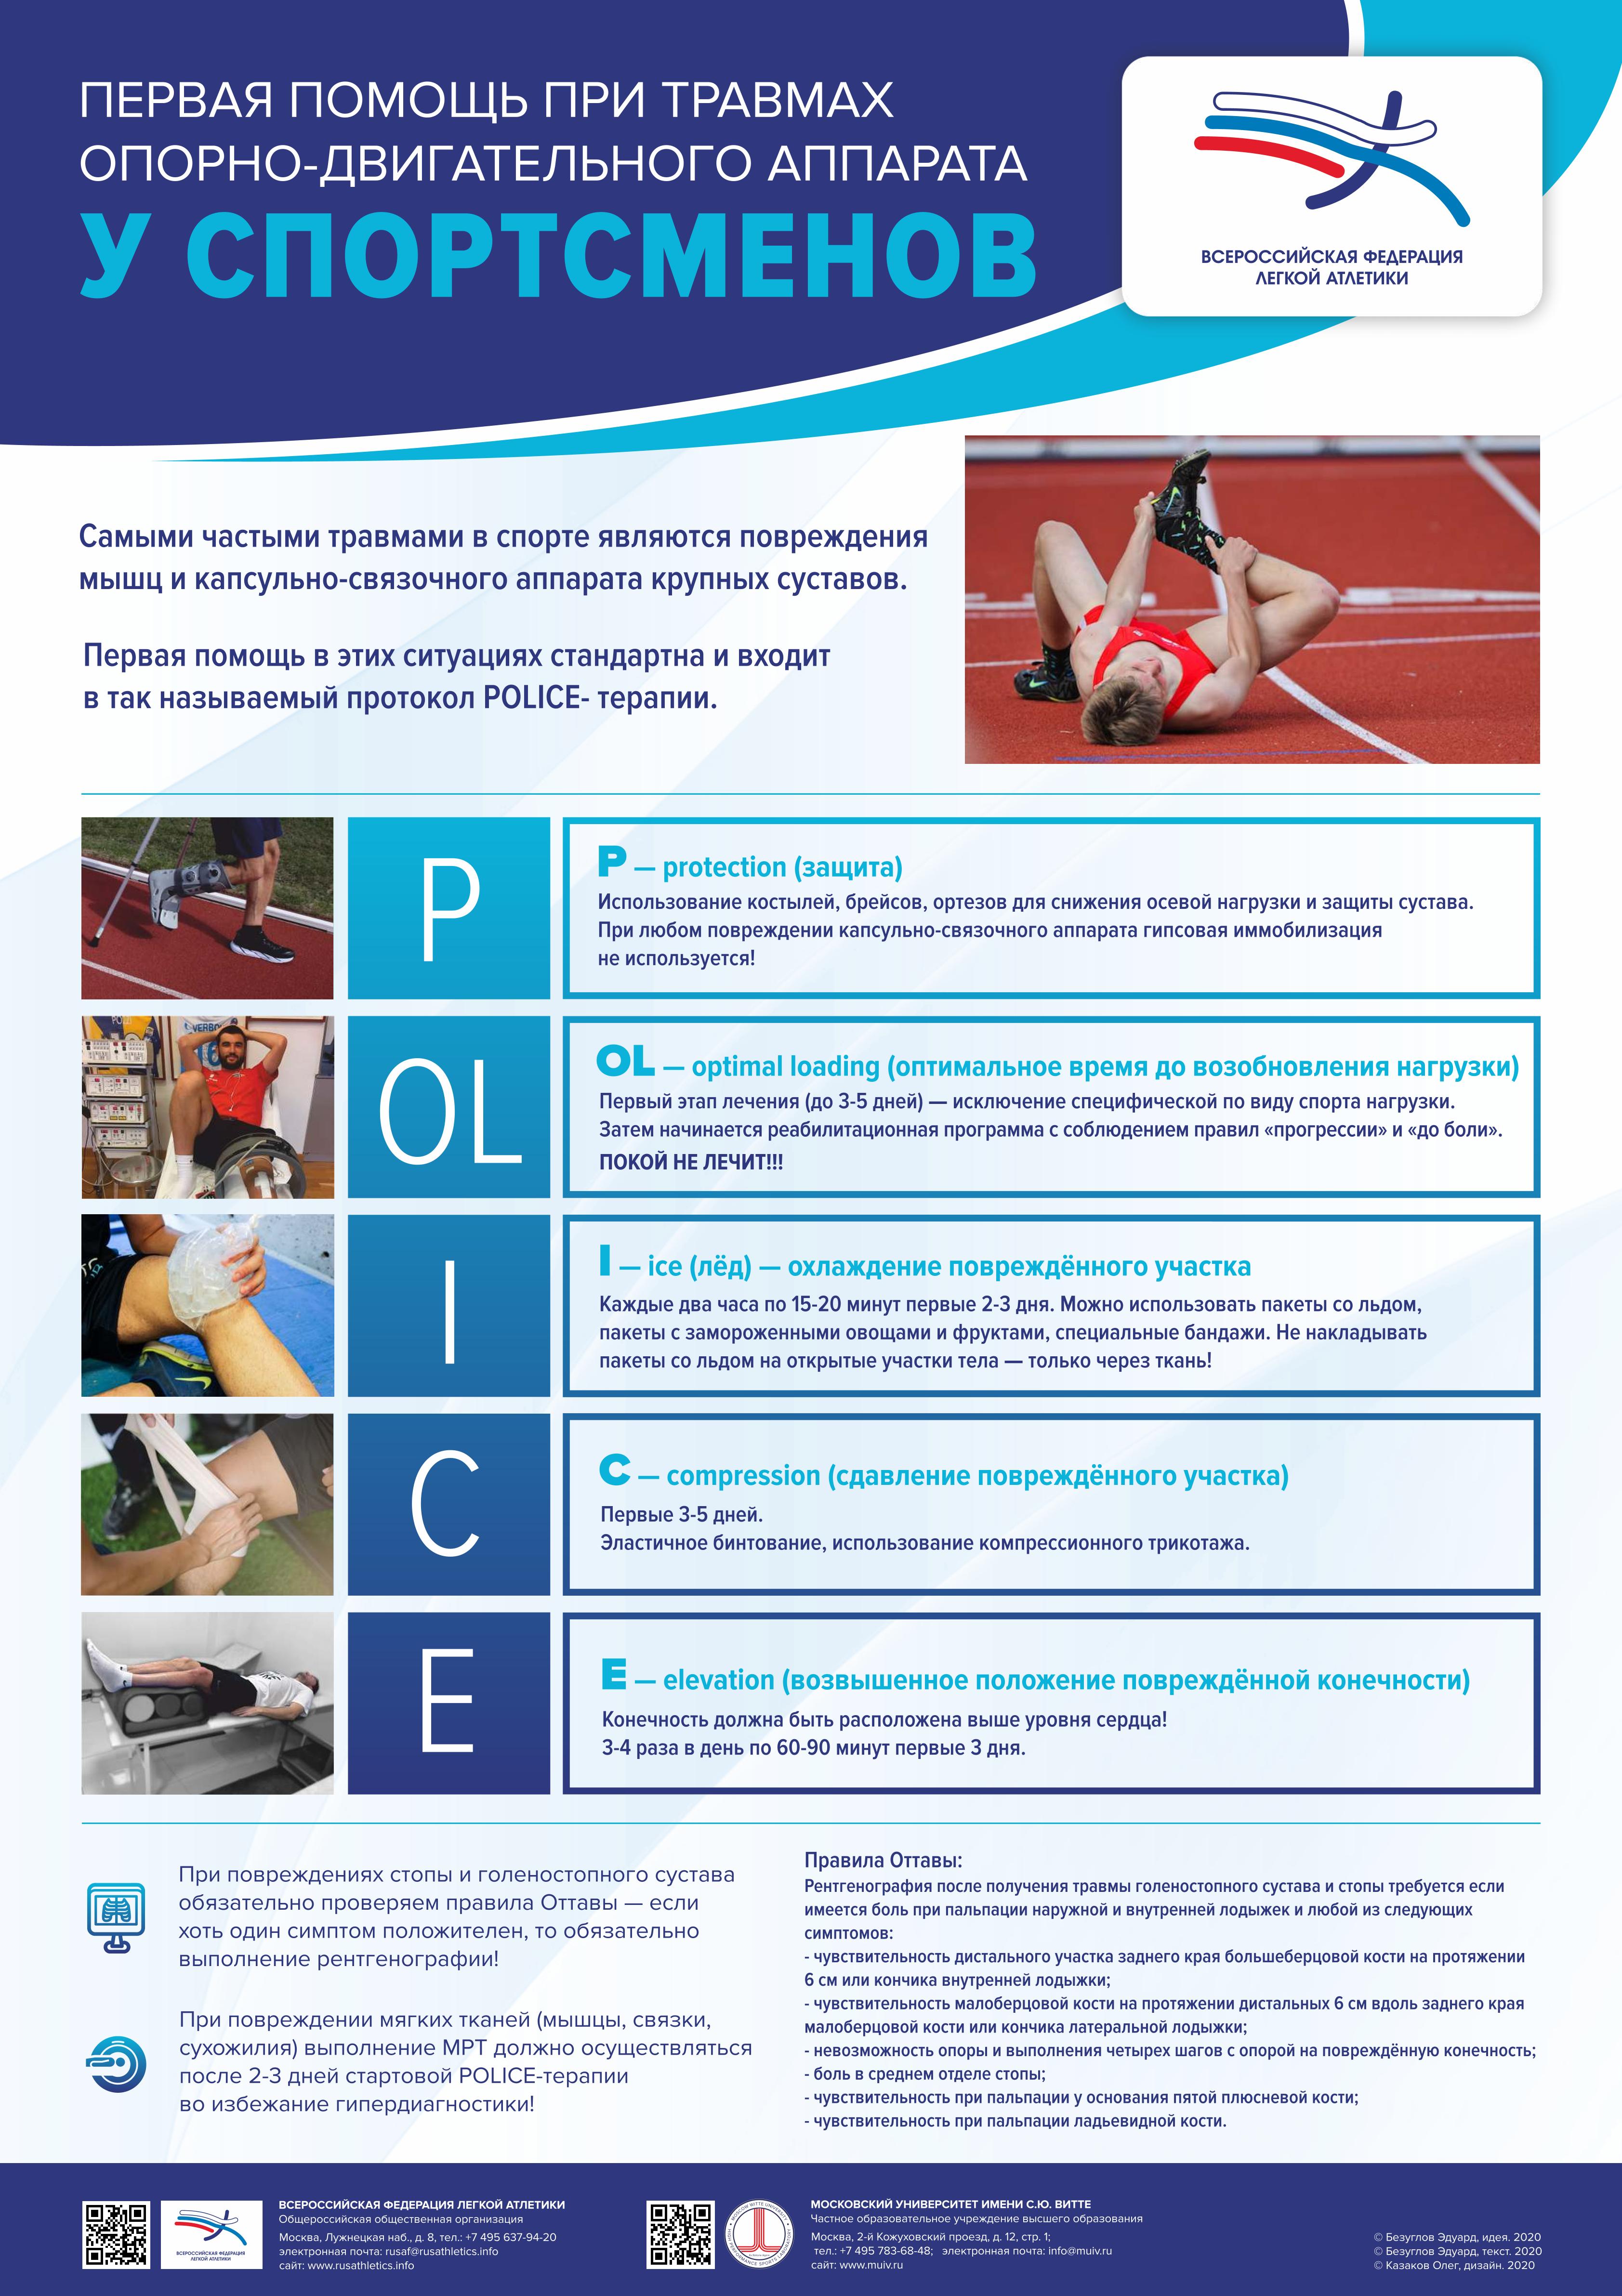 ПЕРВАЯ ПОМОЩЬ ПРИ ТРАВМАХ
ОПОРНО-ДВИГАТЕЛЬНОГО АППАРАТА
У СПОРТСМЕНОВ
ВСЕРОССИЙСКАЯ ФЕДЕРАЦИЯ
ЛЕГКОЙ АТЛЕТИКИ
Самыми частыми травмами в спорте являются повреждения
мышц и капсульно-связочного аппарата крупных суставов.
Первая помощь в этих ситуациях стандартна и входит
в так называемый протокол POLICE- терапии.
P
P — protection (защита)
Использование костылей, брейсов, ортезов для снижения осевой нагрузки и защиты сустава.
При любом повреждении капсульно-связочного аппарата гипсовая иммобилизация
не используется!
OL
OL — optimal loading (оптимальное время до возобновления нагрузки)
Первый этап лечения (до 3-5 дней) — исключение специфической по виду спорта нагрузки.
Затем начинается реабилитационная программа с соблюдением правил «прогрессии» и «до боли».
ПОКОЙ НЕ ЛЕЧИТ!!!
I
I — ice (лёд) — охлаждение повреждённого участка
Каждые два часа по 15-20 минут первые 2-3 дня. Можно использовать пакеты со льдом,
пакеты с замороженными овощами и фруктами, специальные бандажи. Не накладывать
пакеты со льдом на открытые участки тела — только через ткань!
C
C — compression (сдавление повреждённого участка)
Первые 3-5 дней.
Эластичное бинтование, использование компрессионного трикотажа.
E
E — elevation (возвышенное положение повреждённой конечности)
Конечность должна быть расположена выше уровня сердца!
3-4 раза в день по 60-90 минут первые 3 дня.
При повреждениях стопы и голеностопного сустава
обязательно проверяем правила Оттавы — если
хоть один симптом положителен, то обязательно
выполнение рентгенографии!
При повреждении мягких тканей (мышцы, связки,
сухожилия) выполнение МРТ должно осуществляться
после 2-3 дней стартовой POLICE-терапии
во избежание гипердиагностики!
Правила Оттавы:
Рентгенография после получения травмы голеностопного сустава и стопы требуется если
имеется боль при пальпации наружной и внутренней лодыжек и любой из следующих
симптомов:
- чувствительность дистального участка заднего края большеберцовой кости на протяжении
6 см или кончика внутренней лодыжки;
- чувствительность малоберцовой кости на протяжении дистальных 6 см вдоль заднего края
малоберцовой кости или кончика латеральной лодыжки;
- невозможность опоры и выполнения четырех шагов с опорой на повреждённую конечность;
- боль в среднем отделе стопы;
- чувствительность при пальпации у основания пятой плюсневой кости;
- чувствительность при пальпации ладьевидной кости.
ВСЕРОССИЙСКАЯ ФЕДЕРАЦИЯ
ЛЕГКОЙ АТЛЕТИКИ
ВСЕРОССИЙСКАЯ ФЕДЕРАЦИЯ ЛЕГКОЙ АТЛЕТИКИ
Общероссийская общественная организация
Москва, Лужнецкая наб., д. 8, тел.: +7 495 637-94-20
электронная почта: rusaf@rusathletics.info
сайт: www.rusathletics.info
МОСКОВСКИЙ УНИВЕРСИТЕТ ИМЕНИ С.Ю. ВИТТЕ
Частное образовательное учреждение высшего образования
Москва, 2-й Кожуховский проезд, д. 12, стр. 1;
тел.: +7 495 783-68-48; электронная почта: info@muiv.ru
сайт: www.muiv.ru
© Безуглов Эдуард, идея. 2020
© Безуглов Эдуард, текст. 2020
© Казаков Олег, дизайн. 2020